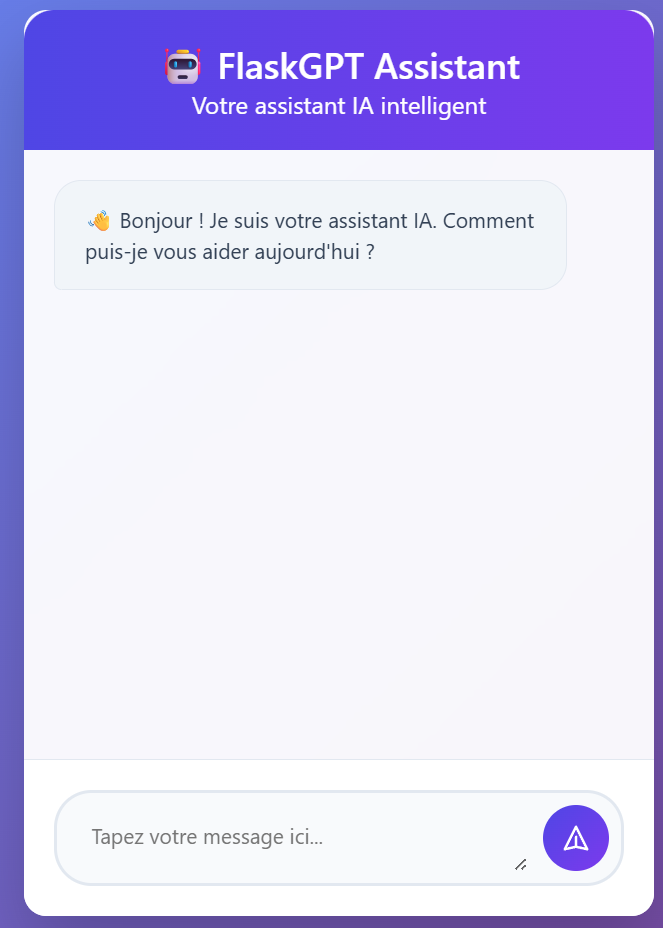 🤖 FlaskGPT Assistant
Votre assistant IA intelligent
👋 Bonjour ! Je suis votre assistant IA. Comment
puis-je vous aider aujourd'hui ?
Tapez votre message ici...